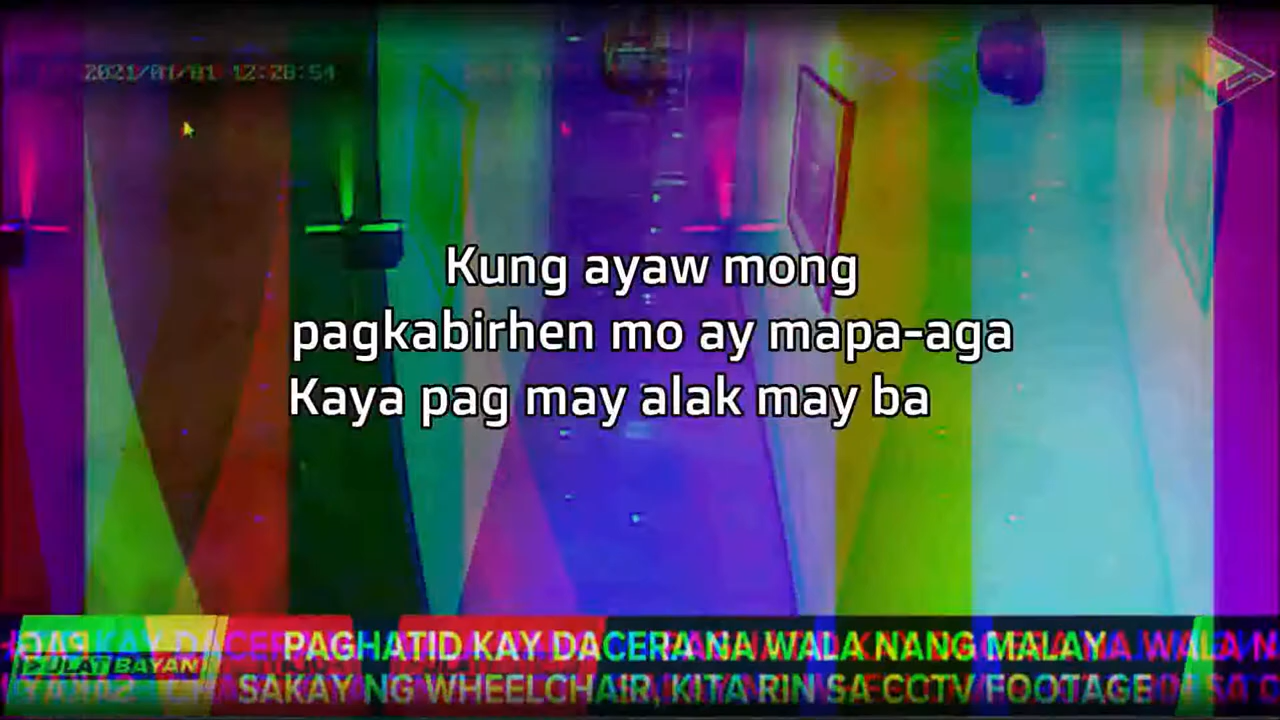 2021/01/01 12:28:54
Kung ayaw mong
pagkabirhen mo ay mapa-aga
Kaya pag may alak may ba
PAGHATID KAY DACERA NA WALA NANG MALAY
ULAT BAYAN
SAKAY NG WHEELCHAIR, KITA RIN SA CCTV FOOTAGE